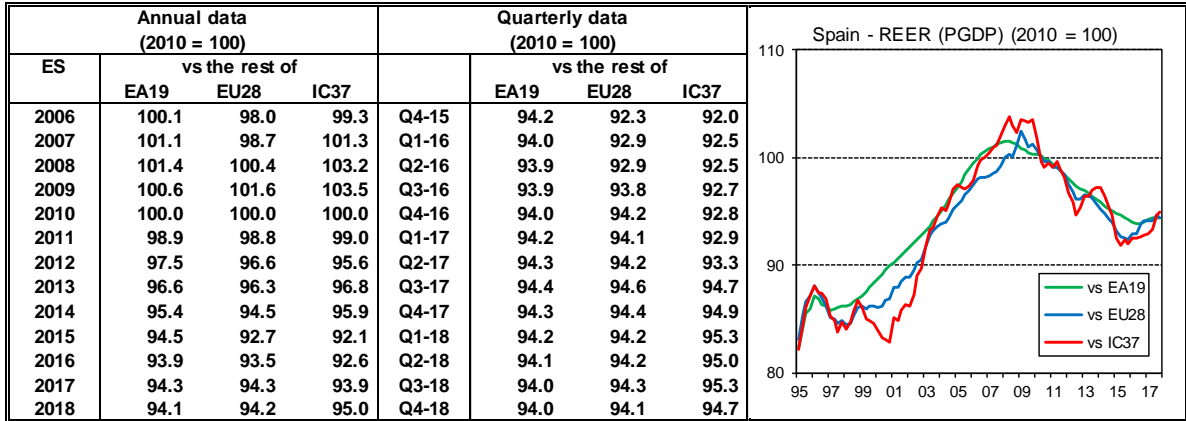 Annual data Quarterly data
(2010 = 100) (2010 = 100)
ES vs the rest of vs the rest of
EA19 EU28 IC37 EA19 EU28 IC37
2006 100.1 98.0 99.3 Q4-15 94.2 92.3 92.0
2007 101.1 98.7 101.3 Q1-16 94.0 92.9 92.5
2008 101.4 100.4 103.2 Q2-16 93.9 92.9 92.5
2009 100.6 101.6 103.5 Q3-16 93.9 93.8 92.7
2010 100.0 100.0 100.0 Q4-16 94.0 94.2 92.8
2011 98.9 98.8 99.0 Q1-17 94.2 94.1 92.9
2012 97.5 96.6 95.6 Q2-17 94.3 94.2 93.3
2013 96.6 96.3 96.8 Q3-17 94.4 94.6 94.7
2014 95.4 94.5 95.9 Q4-17 94.3 94.4 94.9
2015 94.5 92.7 92.1 Q1-18 94.2 94.2 95.3
2016 93.9 93.5 92.6 Q2-18 94.1 94.2 95.0
2017 94.3 94.3 93.9 Q3-18 94.0 94.3 95.3
2018 94.1 94.2 95.0 Q4-18 94.0 94.1 94.7
Spain - REER (PGDP) (2010 = 100)
110
100
90
80
vs EA19
vs EU28
vs IC37
95 97 99 01 03 05 07 09 11 13 15 17